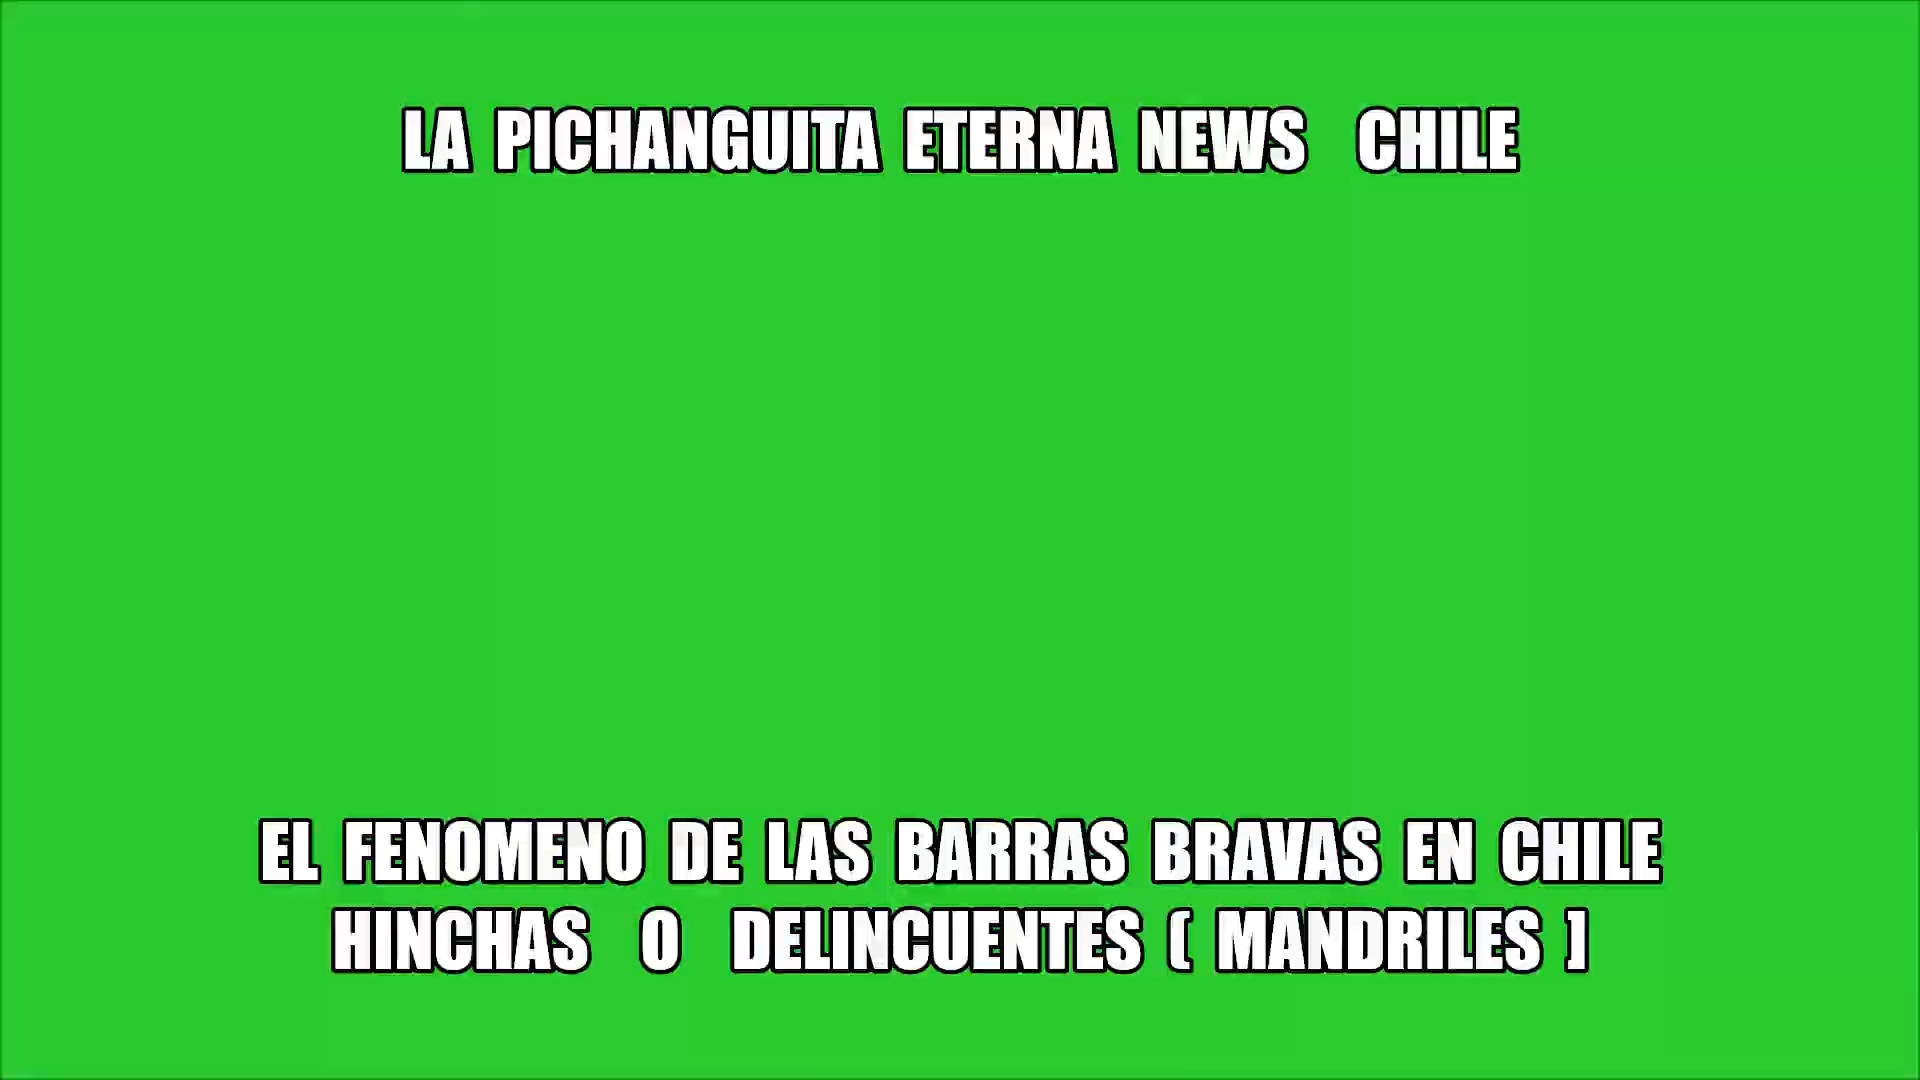 LA PICHANGUITA ETERNA NEWS CHILE
EL FENOMENO DE LAS BARRAS BRAVAS EN CHILE
HINCHAS O DELINCUENTES ( MANDRILES ]